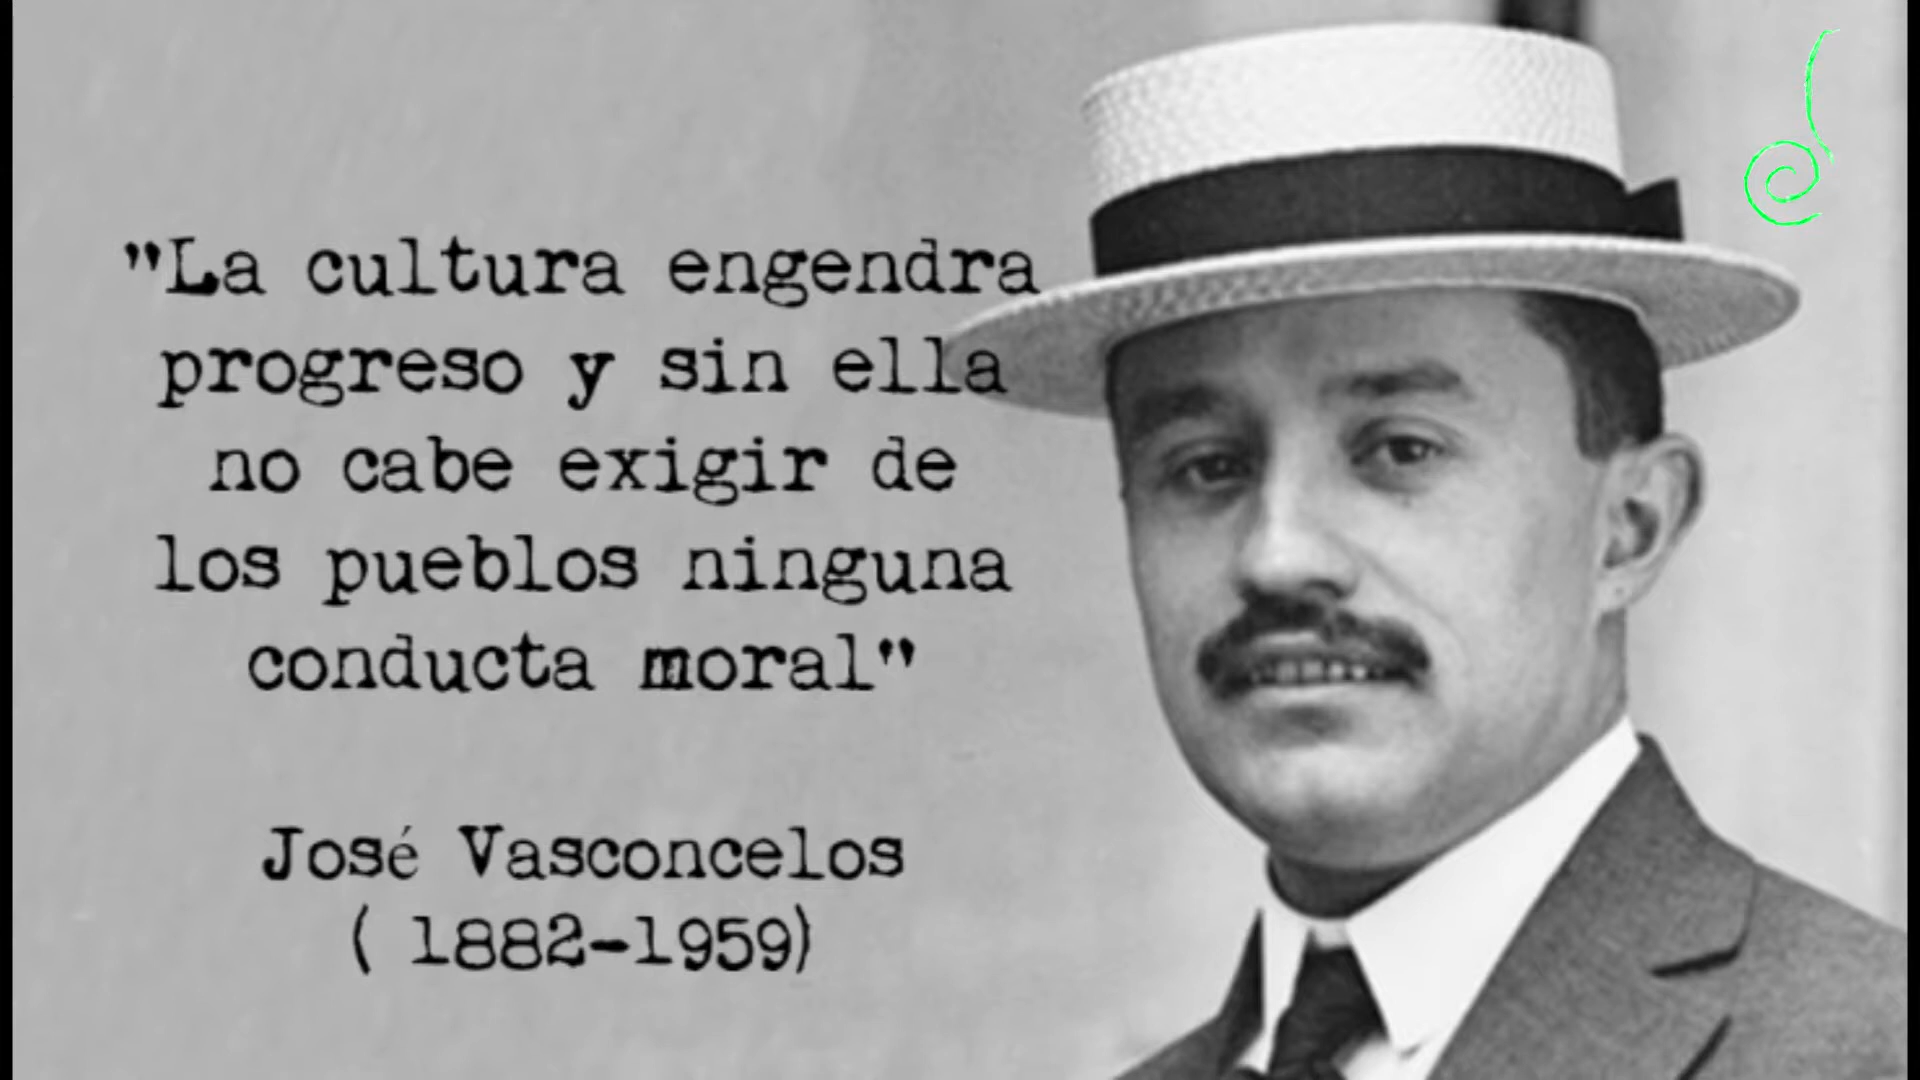 "La cultura engendra
progreso y sin ella
no cabe exigir de
los pueblos ninguna
conducta moral"
José Vasconcelos
( 1882-1959)